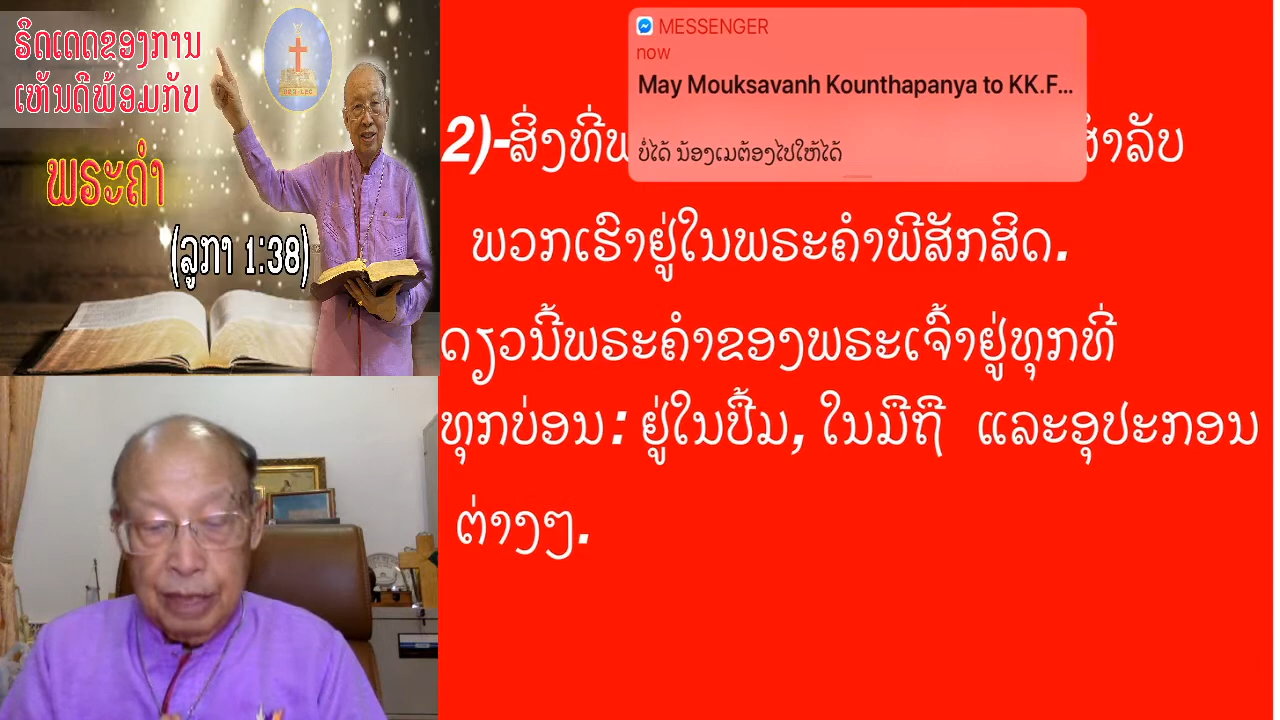 ຣິດເດດຂອງການ
ເຫັນດີພ້ອມກັບ
ພຣະຄຳ
(ລູກາ 1:38)
MESSENGER
now
May Mouksavanh Kounthapanya to KK.F...
ບໍ່ໄດ້ ນ້ອງເມຕ້ອງໄປໃຫ້ໄດ້
2)-ສິ່ງທີ່ ສຳລັບ
ພວກເຮົາຢູ່ໃນພຣະຄຳພີສັກສິດ.
ດຽວນີ້ພຣະຄຳຂອງພຣະເຈົ້າຢູ່ທຸກທີ່
ທຸກບ່ອນ: ຢູ່ໃນປື້ມ, ໃນມືຖື ແລະອຸປະກອນ
ຕ່າງໆ.